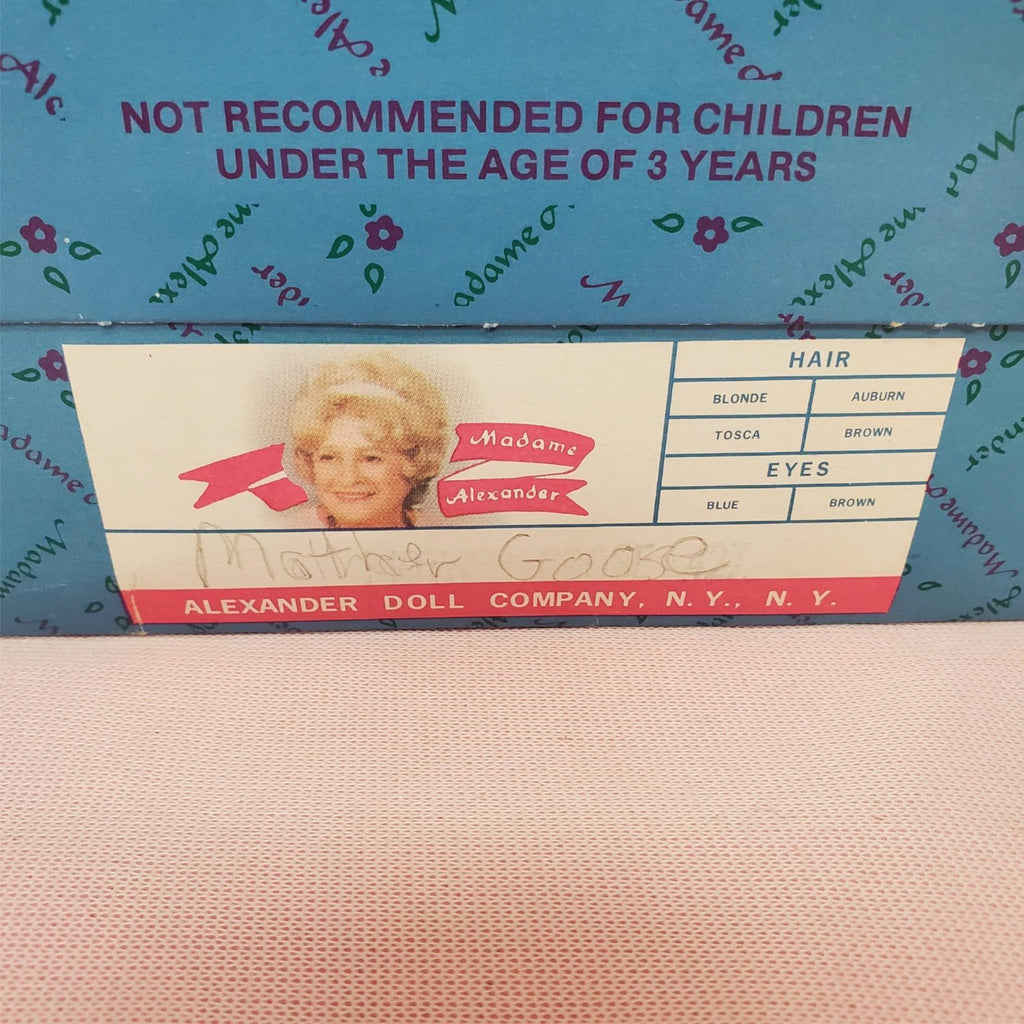 NOT RECOMMENDED FOR CHILDREN
UNDER THE AGE OF 3 YEARS
Madame
Alexander
HAIR
BLONDE AUBURN
TOSCA BROWN
EYES
BLUE BROWN
Mother Goose
ALEXANDER DOLL COMPANY, N. Y., N. Y.